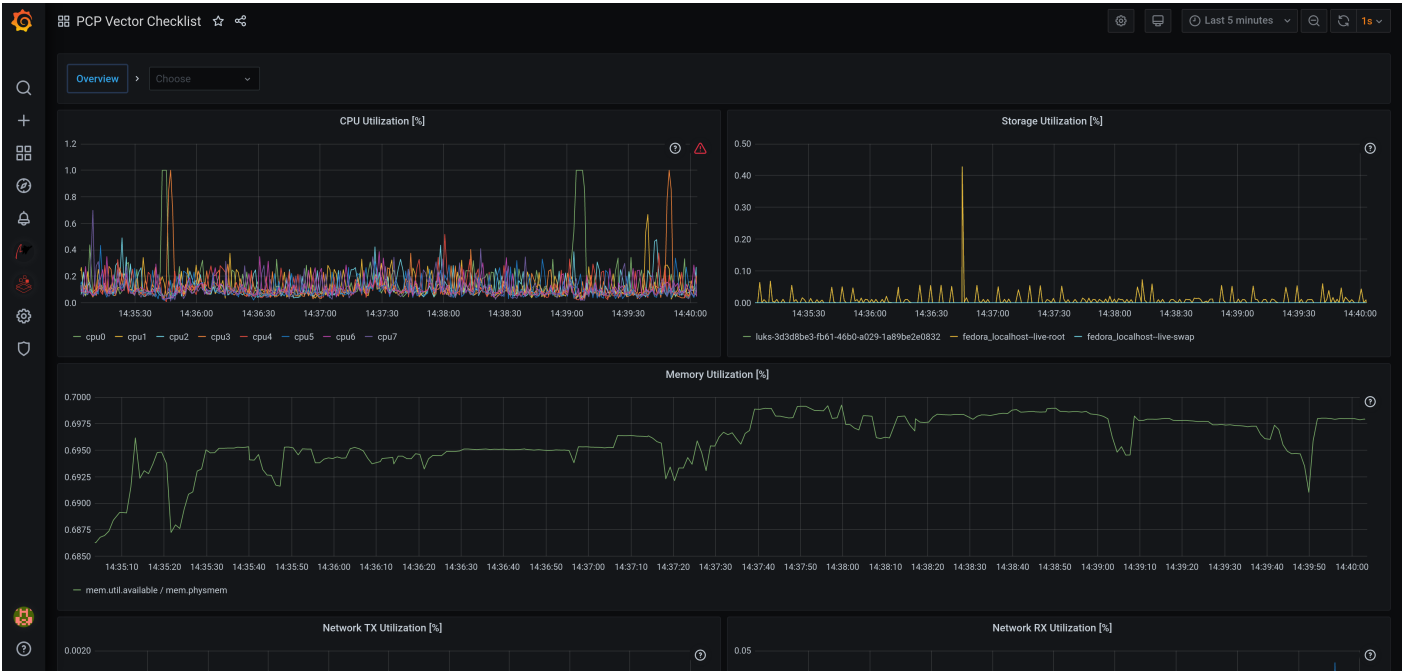 PCP Vector Checklist
Last 5 minutes
1s
Overview
Choose
CPU Utilization [%]
1.2
1.0
0.8
0.6
0.4
0.2
0.0
14:35:30 14:36:00 14:36:30 14:37:00 14:37:30 14:38:00 14:38:30 14:39:00 14:39:30 14:40:00
cpu0 cpu1 cpu2 cpu3 cpu4 cpu5 cpu6 cpu7
Storage Utilization [%]
0.50
0.40
0.30
0.20
0.10
0.00
14:35:30 14:36:00 14:36:30 14:37:00 14:37:30 14:38:00 14:38:30 14:39:00 14:39:30 14:40:00
luks-3d3d8be3-fb61-46b0-a029-1a89be2e0832 fedora_localhost--live-root fedora_localhost--live-swap
Memory Utilization [%]
0.7000
0.6975
0.6950
0.6925
0.6900
0.6875
0.6850
14:35:10 14:35:20 14:35:30 14:35:40 14:35:50 14:36:00 14:36:10 14:36:20 14:36:30 14:36:40 14:36:50 14:37:00 14:37:10 14:37:20 14:37:30 14:37:40 14:37:50 14:38:00 14:38:10 14:38:20 14:38:30 14:38:40 14:38:50 14:39:00 14:39:10 14:39:20 14:39:30 14:39:40 14:39:50 14:40:00
mem.util.available / mem.physmem
Network TX Utilization [%]
0.0020
Network RX Utilization [%]
0.05